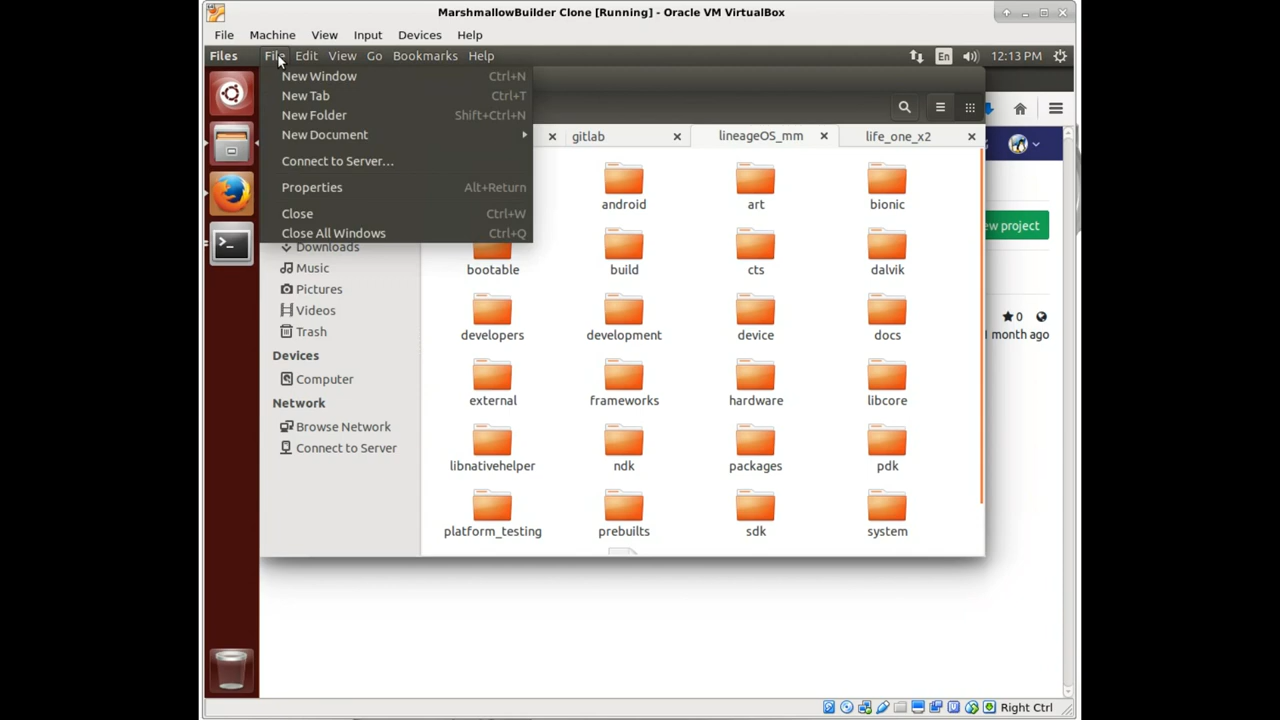 MarshmallowBuilder Clone [Running] - Oracle VM VirtualBox
File Machine View Input Devices Help
Files File Edit View Go Bookmarks Help En 12:13 PM
New Window Ctrl+N
New Tab Ctrl+T
New Folder Shift+Ctrl+N
New Document
Connect to Server...
Properties Alt+Return
Close Ctrl+W
Close All Windows Ctrl+Q
gitlab lineageOS_mm life_one_x2
Downloads
Music
Pictures
Videos
Trash
Devices
Computer
Network
Browse Network
Connect to Server
android art bionic
bootable build cts dalvik
developers development device docs
external frameworks hardware libcore
libnativehelper ndk packages pdk
platform_testing prebuilts sdk system
project
0
1 month ago
Right Ctrl